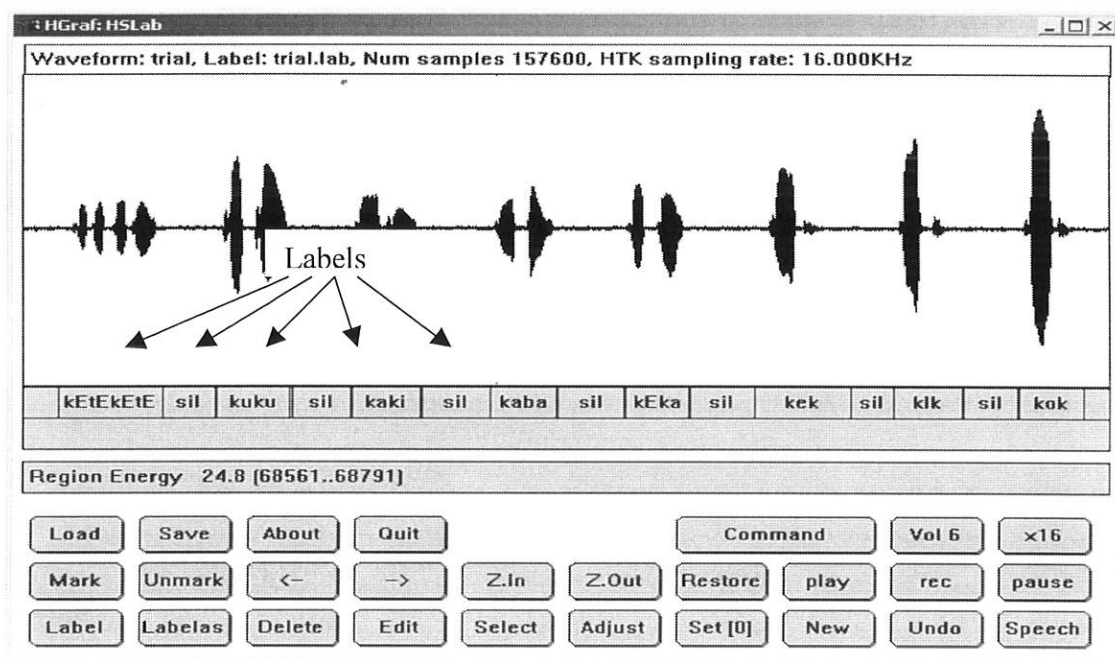 HGraf: HSLab
Waveform: trial, Label: trial.lab, Num samples 157600, HTK sampling rate: 16.000KHz
Labels
kEtEkEtE sil kuku sil kaki sil kaba sil kEka sil kek sil kIk sil kok
Region Energy 24.8 (68561..68791)
Load Save About Quit Command Vol 6 x16
Mark Unmark <- -> Z.In Z.Out Restore play rec pause
Label Labelas Delete Edit Select Adjust Set [0] New Undo Speech